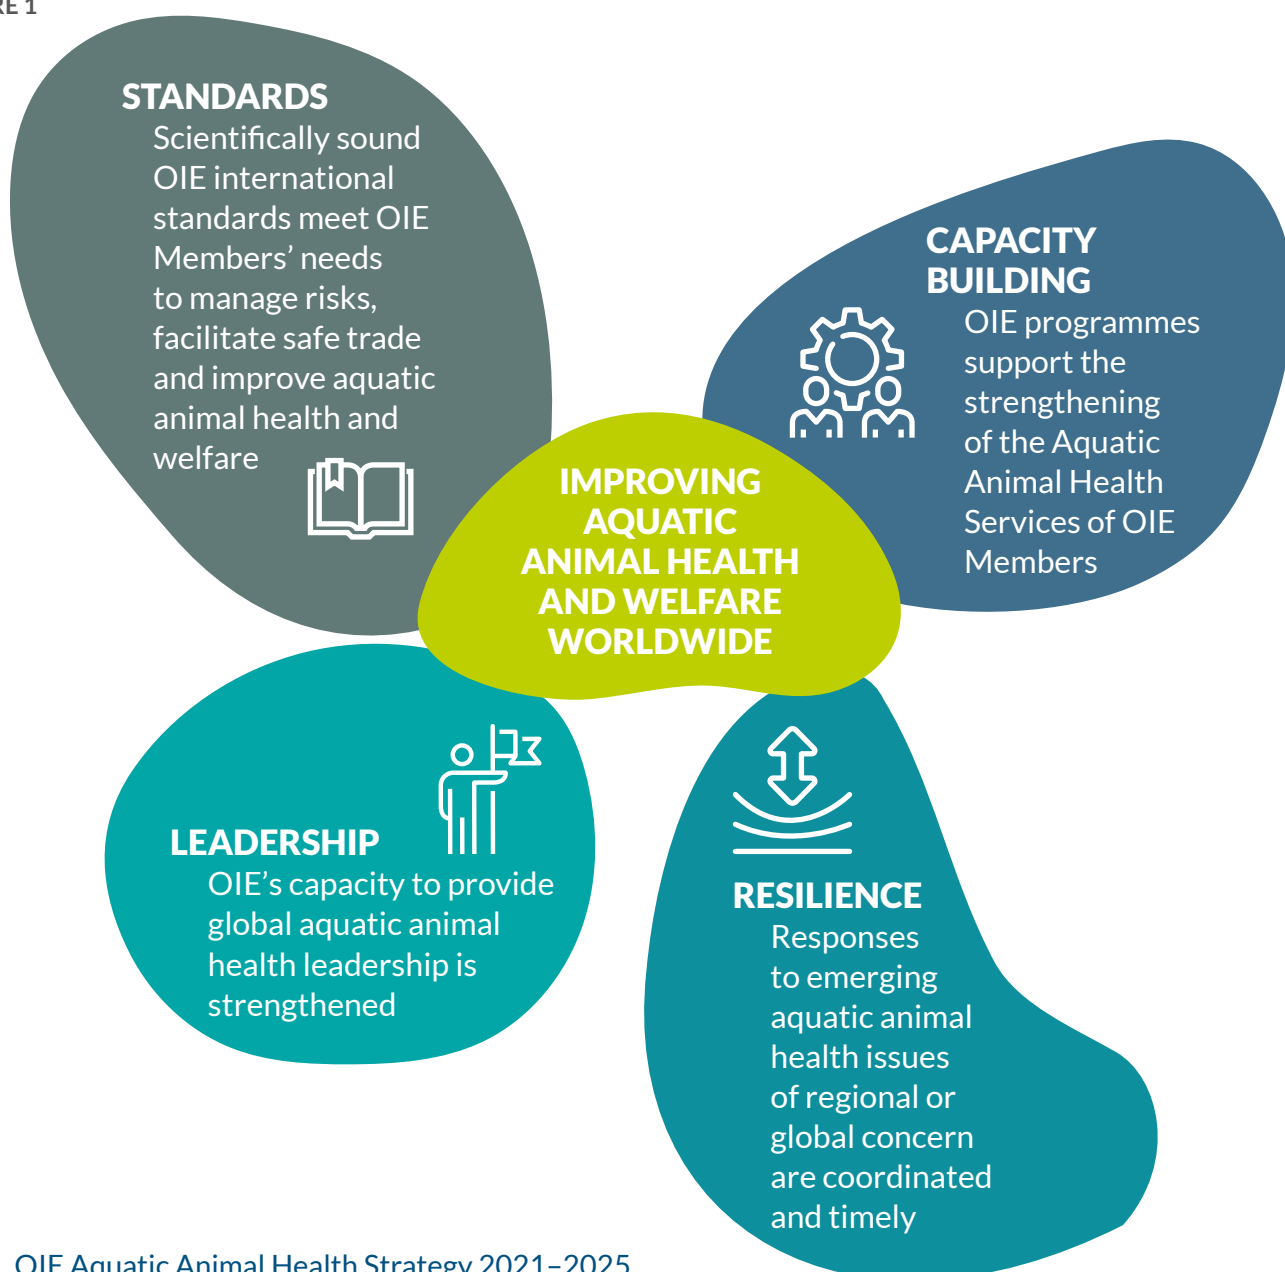 RE 1
STANDARDS
Scientifically sound
OIE international
standards meet OIE
Members’ needs
to manage risks,
facilitate safe trade
and improve aquatic
animal health and
welfare
CAPACITY
BUILDING
OIE programmes
support the
strengthening
of the Aquatic
Animal Health
Services of OIE
Members
IMPROVING
AQUATIC
ANIMAL HEALTH
AND WELFARE
WORLDWIDE
LEADERSHIP
OIE’s capacity to provide
global aquatic animal
health leadership is
strengthened
RESILIENCE
Responses
to emerging
aquatic animal
health issues
of regional or
global concern
are coordinated
and timely
OIE Aquatic Animal Health Strategy 2021–2025